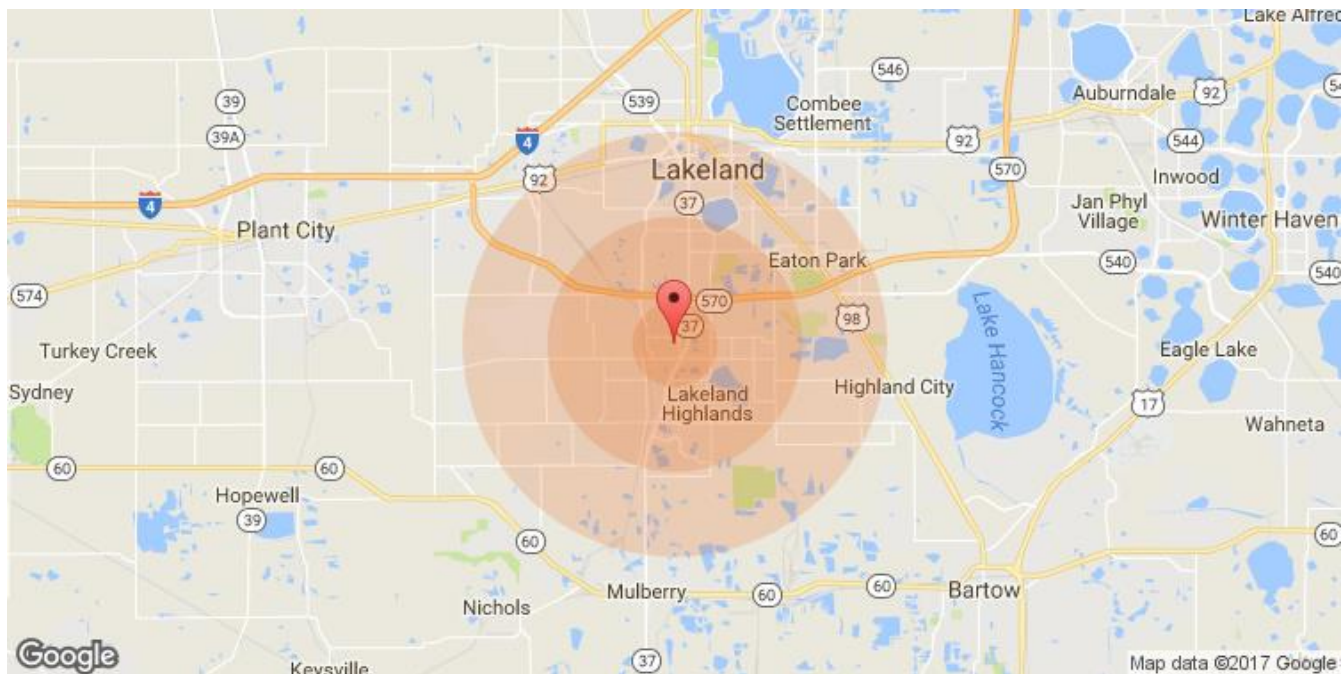 Lake Alfred
546
39
539
Combee
Settlement
Auburndale
92
54
39A
4
92
544
Lakeland
570
Inwood
92
4
37
Jan Phyl
Village
Plant City
Winter Haven
Eaton Park
540
540
574
570
37
98
Lake Hancock
Turkey Creek
Eagle Lake
Sydney
Lakeland
Highlands
Highland City
17
Wahneta
60
60
Hopewell
39
60
60
60
60
Mulberry
Bartow
Nichols
Google
Keysville
37
Map data ©2017 Google